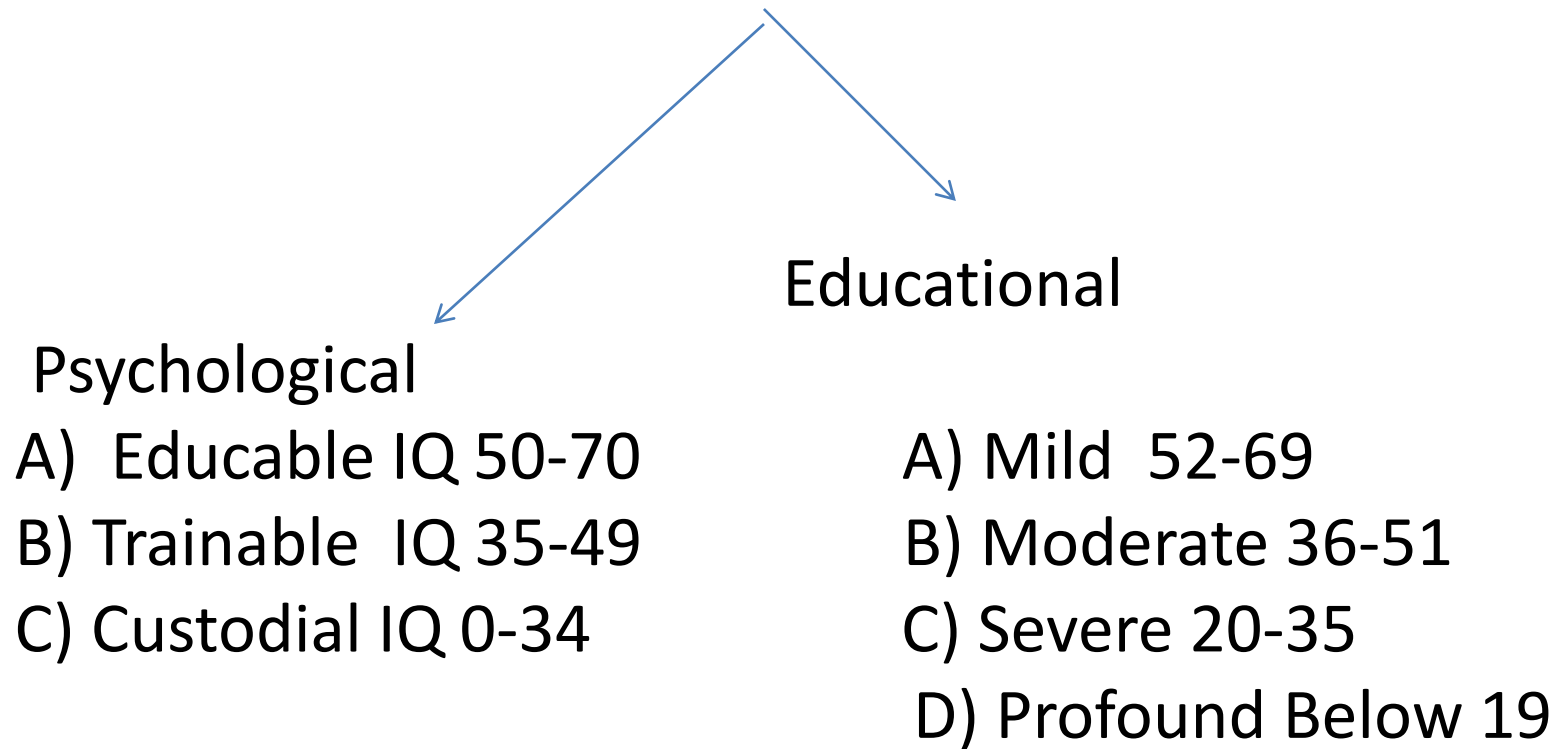 Educational
Psychological
A) Educable IQ 50-70
B) Trainable IQ 35-49
C) Custodial IQ 0-34
A) Mild 52-69
B) Moderate 36-51
C) Severe 20-35
D) Profound Below 19